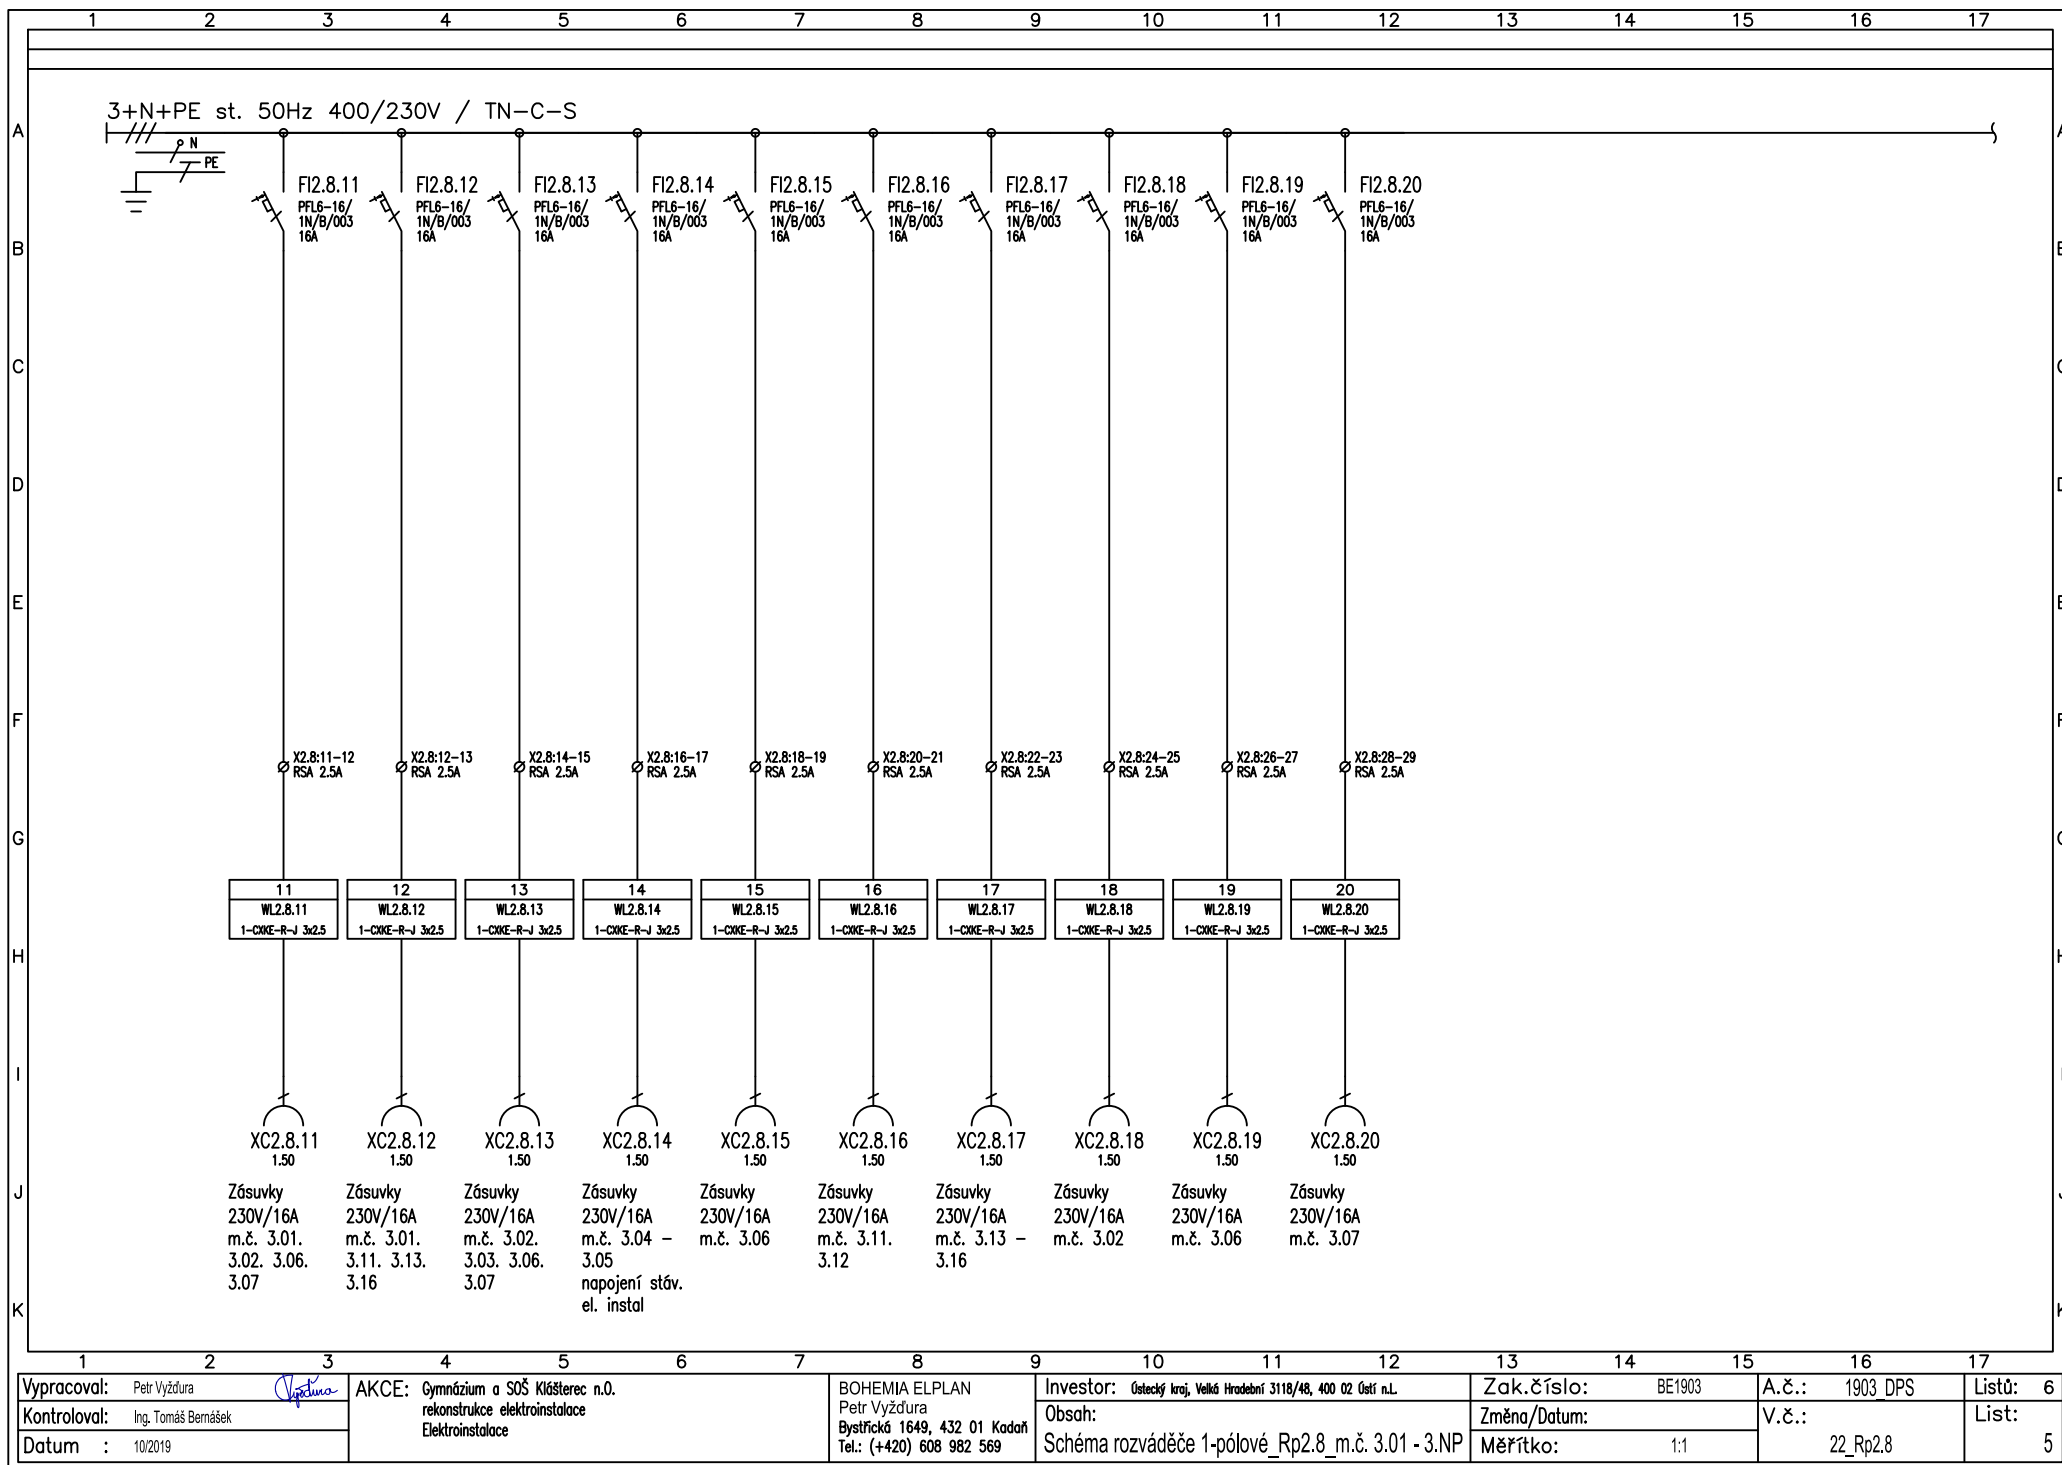 1 2 3 4 5 6 7 8 9 10 11 12 13 14 15 16 17
3+N+PE st. 50Hz 400/230V / TN-C-S
A
N
PE
FI2.8.11 FI2.8.12 FI2.8.13 FI2.8.14 FI2.8.15 FI2.8.16 FI2.8.17 FI2.8.18 FI2.8.19 FI2.8.20
PFL6-16/ PFL6-16/ PFL6-16/ PFL6-16/ PFL6-16/ PFL6-16/ PFL6-16/ PFL6-16/ PFL6-16/ PFL6-16/
1N/B/003 1N/B/003 1N/B/003 1N/B/003 1N/B/003 1N/B/003 1N/B/003 1N/B/003 1N/B/003 1N/B/003
16A 16A 16A 16A 16A 16A 16A 16A 16A 16A
B
C
D
E
F
X2.8:11-12 X2.8:12-13 X2.8:14-15 X2.8:16-17 X2.8:18-19 X2.8:20-21 X2.8:22-23 X2.8:24-25 X2.8:26-27 X2.8:28-29
RSA 2.5A RSA 2.5A RSA 2.5A RSA 2.5A RSA 2.5A RSA 2.5A RSA 2.5A RSA 2.5A RSA 2.5A RSA 2.5A
G
11 12 13 14 15 16 17 18 19 20
WL2.8.11 WL2.8.12 WL2.8.13 WL2.8.14 WL2.8.15 WL2.8.16 WL2.8.17 WL2.8.18 WL2.8.19 WL2.8.20
1-CXKE-R-J 3x2.5 1-CXKE-R-J 3x2.5 1-CXKE-R-J 3x2.5 1-CXKE-R-J 3x2.5 1-CXKE-R-J 3x2.5 1-CXKE-R-J 3x2.5 1-CXKE-R-J 3x2.5 1-CXKE-R-J 3x2.5 1-CXKE-R-J 3x2.5 1-CXKE-R-J 3x2.5
H
I
XC2.8.11 XC2.8.12 XC2.8.13 XC2.8.14 XC2.8.15 XC2.8.16 XC2.8.17 XC2.8.18 XC2.8.19 XC2.8.20
1.50 1.50 1.50 1.50 1.50 1.50 1.50 1.50 1.50 1.50
J
Zásuvky
230V/16A
m.č. 3.01.
3.02. 3.06.
3.07
Zásuvky
230V/16A
m.č. 3.01.
3.11. 3.13.
3.16
Zásuvky
230V/16A
m.č. 3.02.
3.03. 3.06.
3.07
Zásuvky
230V/16A
m.č. 3.04 -
3.05
napojení stáv.
el. instal
Zásuvky
230V/16A
m.č. 3.06
Zásuvky
230V/16A
m.č. 3.11.
3.12
Zásuvky
230V/16A
m.č. 3.13 -
3.16
Zásuvky
230V/16A
m.č. 3.02
Zásuvky
230V/16A
m.č. 3.06
Zásuvky
230V/16A
m.č. 3.07
K
1 2 3 4 5 6 7 8 9 10 11 12 13 14 15 16 17
Vypracoval: Petr Vyžďura
Kontroloval: Ing. Tomáš Bernášek
Datum : 10/2019
AKCE: Gymnázium a SOŠ Klášterec n.O.
rekonstrukce elektroinstalace
Elektroinstalace
BOHEMIA ELPLAN
Petr Vyžďura
Bystřická 1649, 432 01 Kadaň
Tel.: (+420) 608 982 569
Investor: Ústecký kraj, Velká Hradební 3118/48, 400 02 Ústí n.L.
Obsah:
Schéma rozváděče 1-pólové_Rp2.8_m.č. 3.01 - 3.NP
Zak.číslo: BE1903
Změna/Datum:
Měřítko: 1:1
A.č.: 1903_DPS
V.č.:
22_Rp2.8
Listů: 6
List:
5